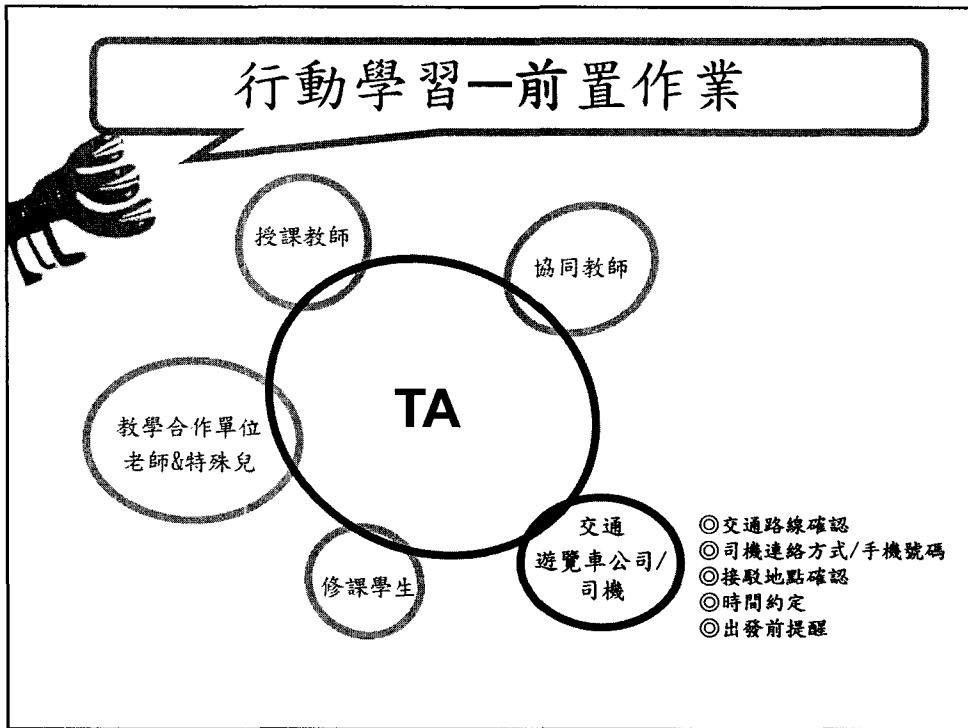 行動學習—前置作業
授課教師
協同教師
TA
教學合作單位
老師&特殊兒
交通
遊覽車公司/
司機
修課學生
◎交通路線確認
◎司機連絡方式/手機號碼
◎接駁地點確認
◎時間約定
◎出發前提醒